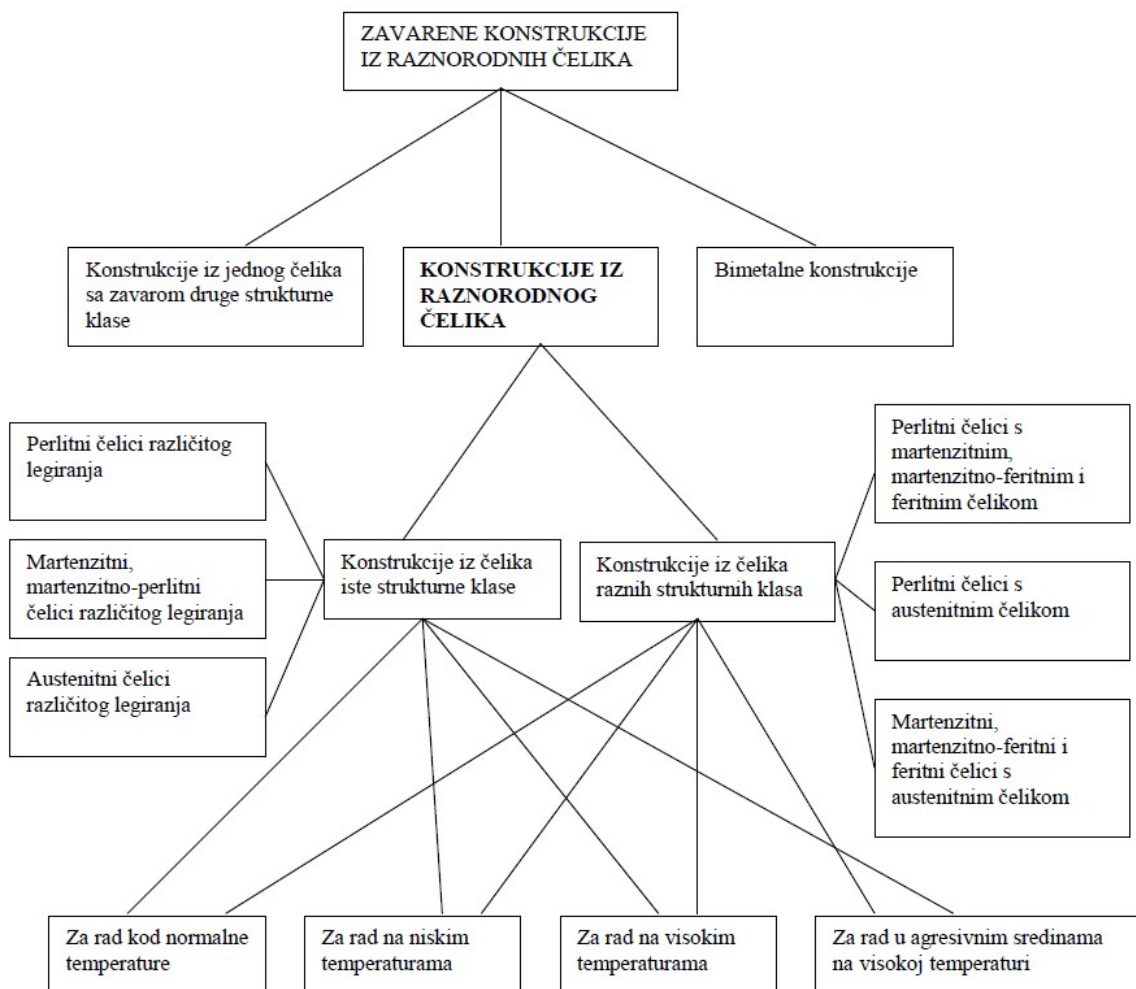 ZAVARENE KONSTRUKCIJE
IZ RAZNORODNIH ČELIKA
Konstrukcije iz jednog čelika
sa zavarom druge strukturne
klase
KONSTRUKCIJE IZ
RAZNORODNOG
ČELIKA
Bimetalne konstrukcije
Perlitni čelici različitog
legiranja
Martenzitni,
martenzitno-perlitni
čelici različitog legiranja
Austenitni čelici
različitog legiranja
Konstrukcije iz čelika
iste strukturne klase
Konstrukcije iz čelika
raznih strukturnih klasa
Perlitni čelici s
martenzitnim,
martenzitno-feritnim i
feritnim čelikom
Perlitni čelici s
austenitnim čelikom
Martenzitni,
martenzitno-feritni i
feritni čelici s
austenitnim čelikom
Za rad kod normalne
temperature
Za rad na niskim
temperaturama
Za rad na visokim
temperaturama
Za rad u agresivnim sredinama
na visokoj temperaturi